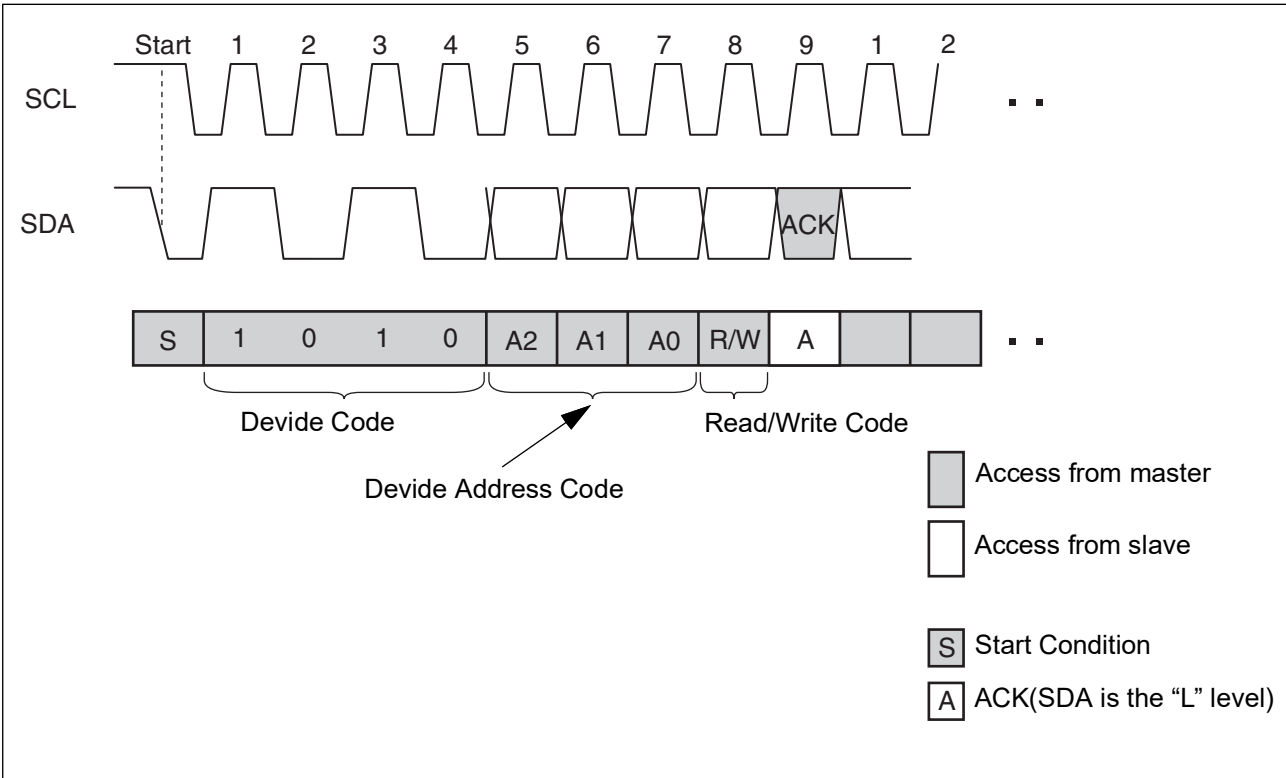 Start 1 2 3 4 5 6 7 8 9 1 2
SCL
SDA
ACK
S 1 0 1 0 A2 A1 A0 R/W A
Devide Code
Read/Write Code
Devide Address Code
Access from master
Access from slave
S Start Condition
A ACK(SDA is the “L” level)